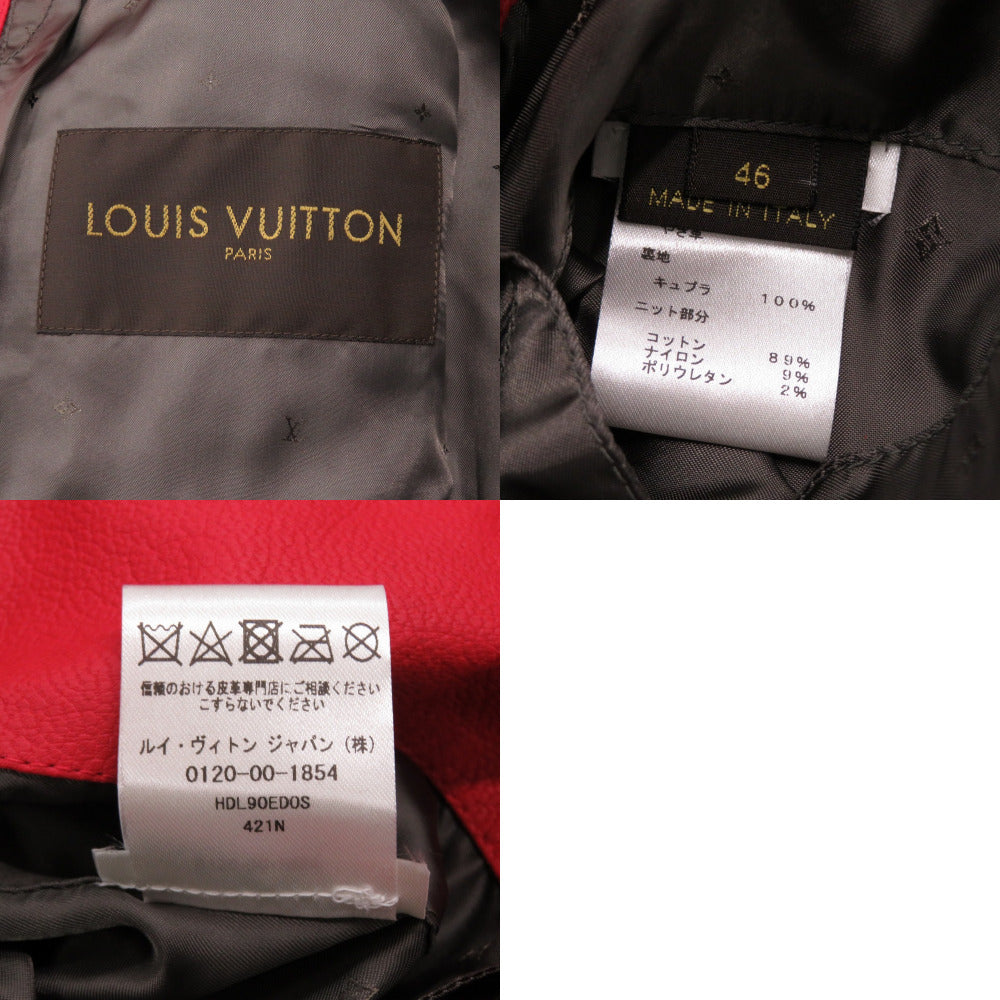 LOUIS VUITTON
PARIS
46
MADE IN ITALY
やぎ革
裏地
キュプラ 100%
ニット部分
コットン 89%
ナイロン 9%
ポリウレタン 2%
信頼のおける皮革専門店にご相談ください
こすらないでください
ルイ・ヴィトン ジャパン (株)
0120-00-1854
HDL90EDOS
421N